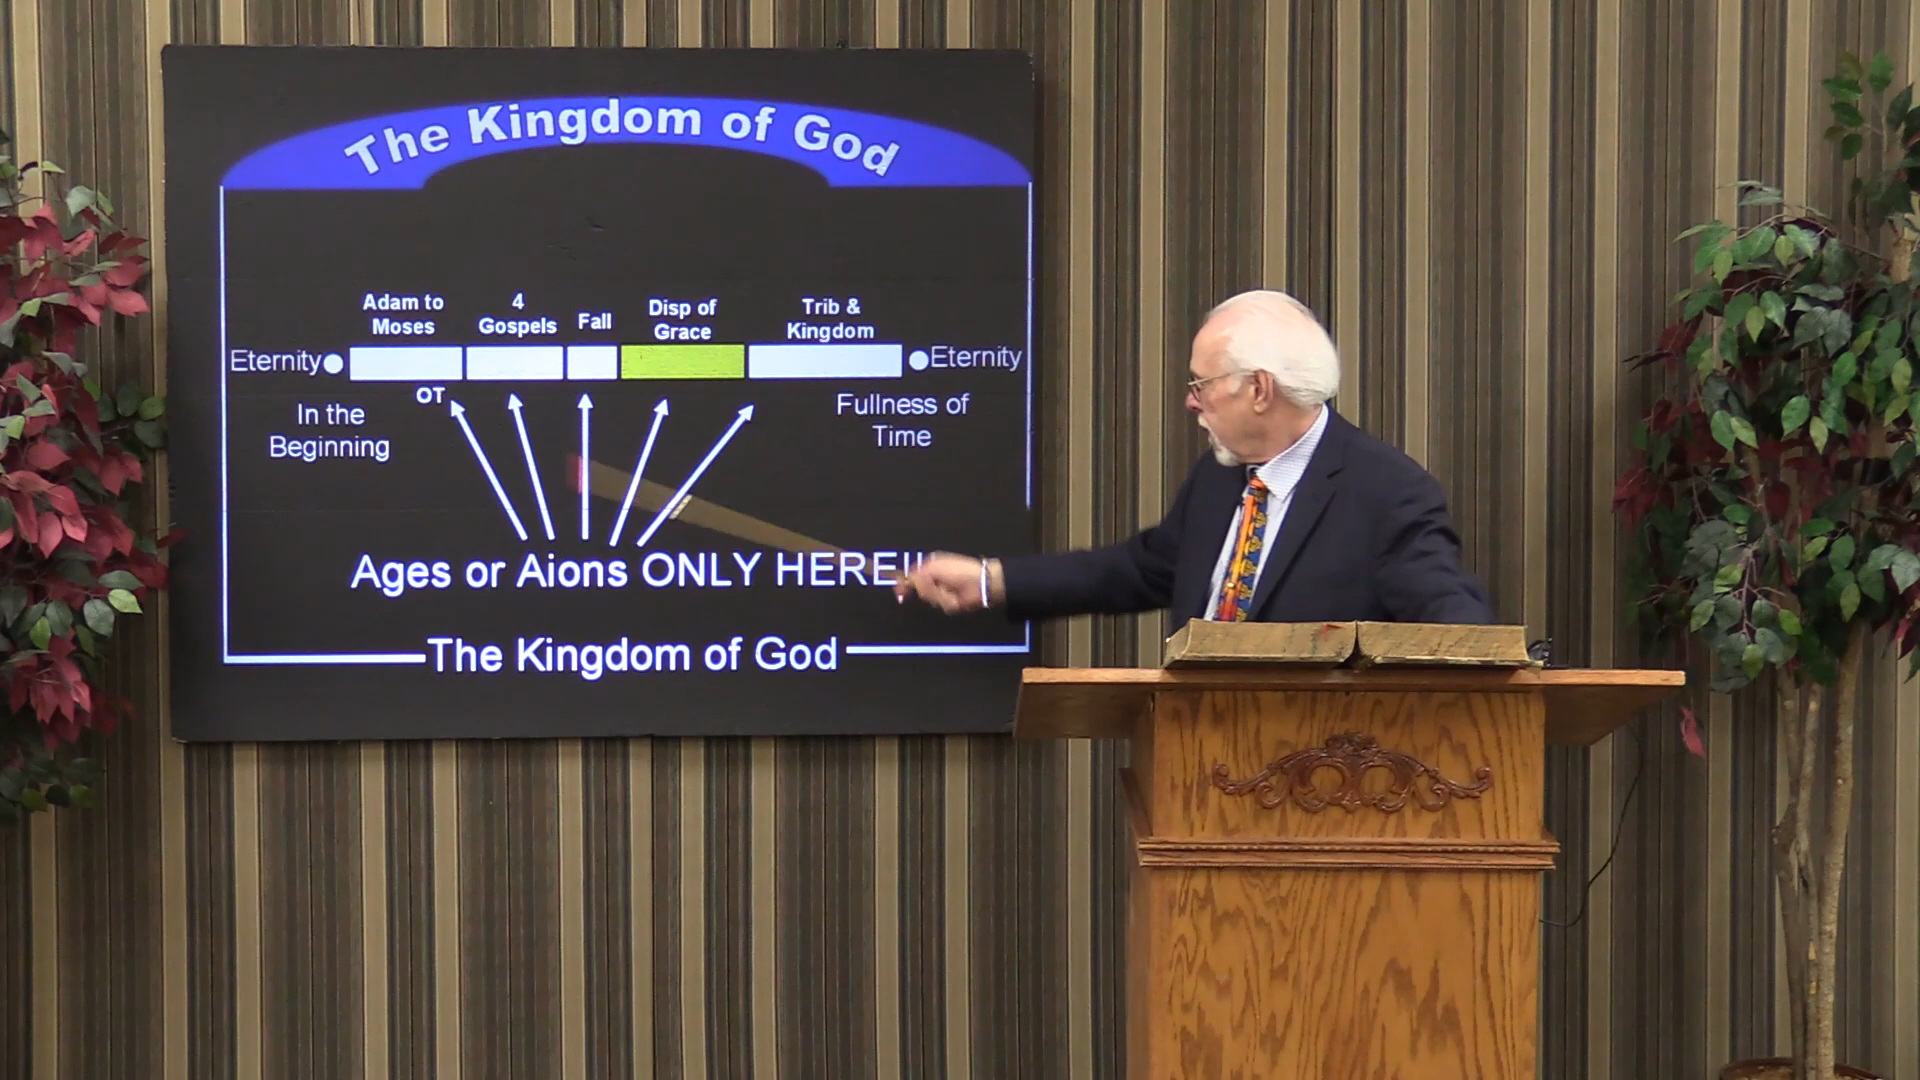 The Kingdom of God
Adam to
Moses
4
Gospels
Fall
Disp of
Grace
Trib &
Kingdom
Eternity
Eternity
OT
In the
Beginning
Fullness of
Time
Ages or Aions ONLY HERE!!
The Kingdom of God